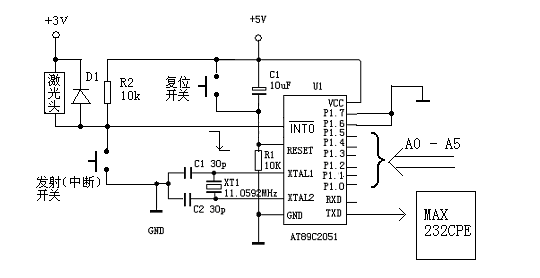 +3V
+5V
激光头
D1
R2
10k
复位
开关
C1
10uF
U1
VCC
P1.7
P1.6
P1.5
P1.4
P1.3
P1.2
P1.1
P1.0
RXD
TXD
INT0
RESET
XTAL1
XTAL2
GND
AT89C2051
A0 - A5
R1
10K
C1 30p
XT1
11.0592MHz
C2 30p
发射(中断)
开关
GND
MAX
232CPE